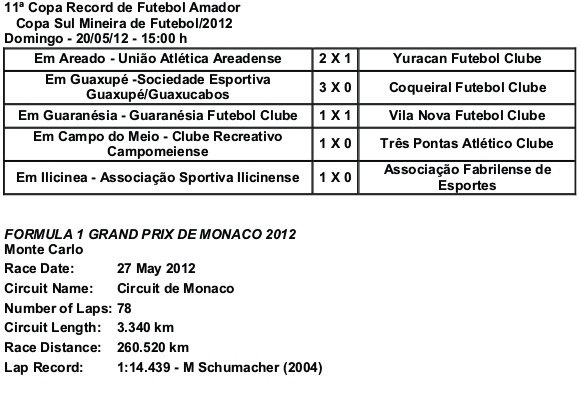 11ª Copa Record de Futebol Amador
Copa Sul Mineira de Futebol/2012
Domingo - 20/05/12 - 15:00 h
Em Areado - União Atlética Areadense 2 X 1 Yuracan Futebol Clube
Em Guaxupé -Sociedade Esportiva
Guaxupé/Guaxucabos 3 X 0 Coqueiral Futebol Clube
Em Guaranésia - Guaranésia Futebol Clube 1 X 1 Vila Nova Futebol Clube
Em Campo do Meio - Clube Recreativo
Campomeiense 1 X 0 Três Pontas Atlético Clube
Em Ilicinea - Associação Sportiva Ilicinense 1 X 0 Associação Fabrilense de
Esportes
FORMULA 1 GRAND PRIX DE MONACO 2012
Monte Carlo
Race Date: 27 May 2012
Circuit Name: Circuit de Monaco
Number of Laps: 78
Circuit Length: 3.340 km
Race Distance: 260.520 km
Lap Record: 1:14.439 - M Schumacher (2004)